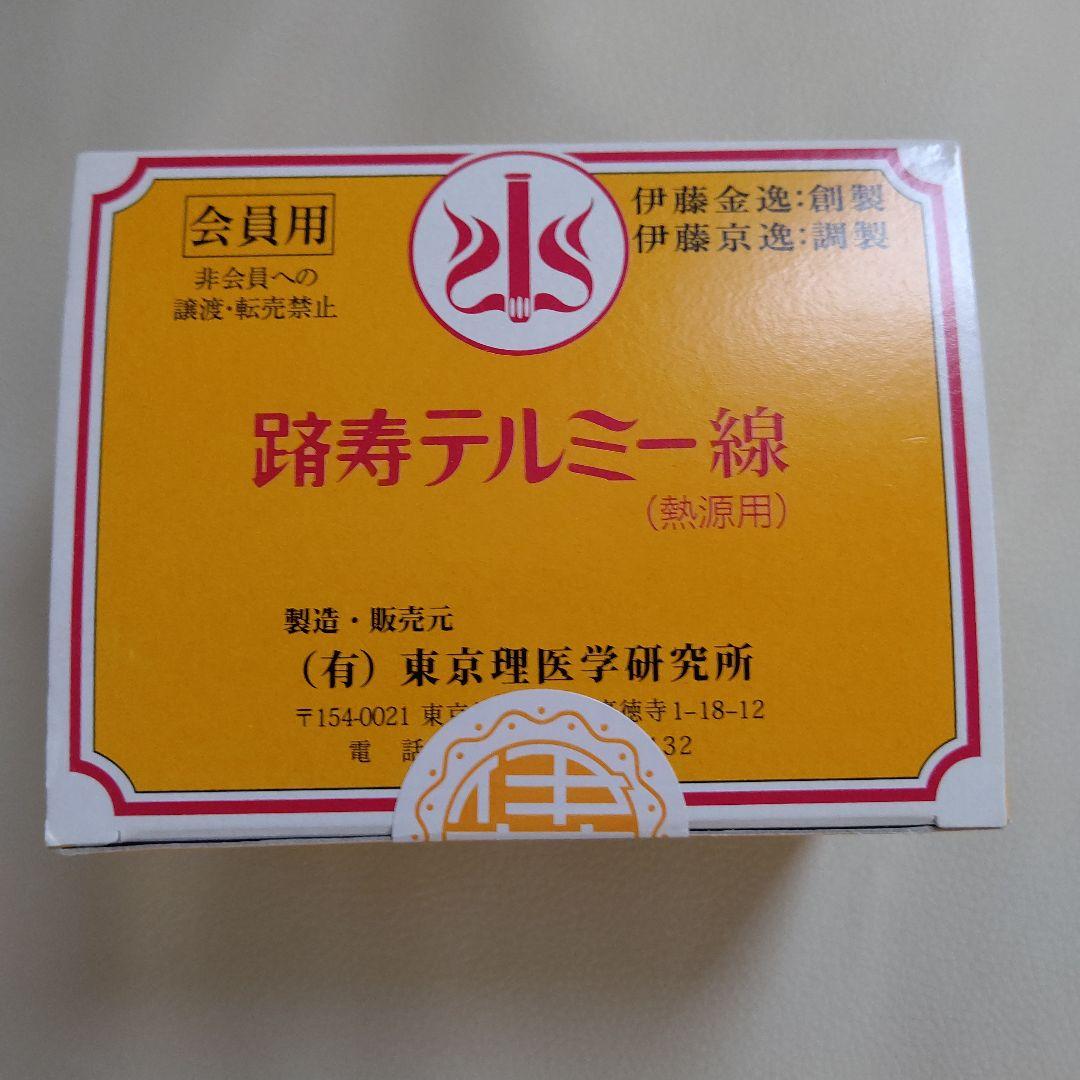 会員用
非会員への
譲渡・転売禁止
伊藤金逸:創製
伊藤京逸:調製
躋寿テルミー線
(熱源用)
製造・販売元
(有)東京理医学研究所
〒154-0021 東京 徳寺1-18-12
電話 32
伊